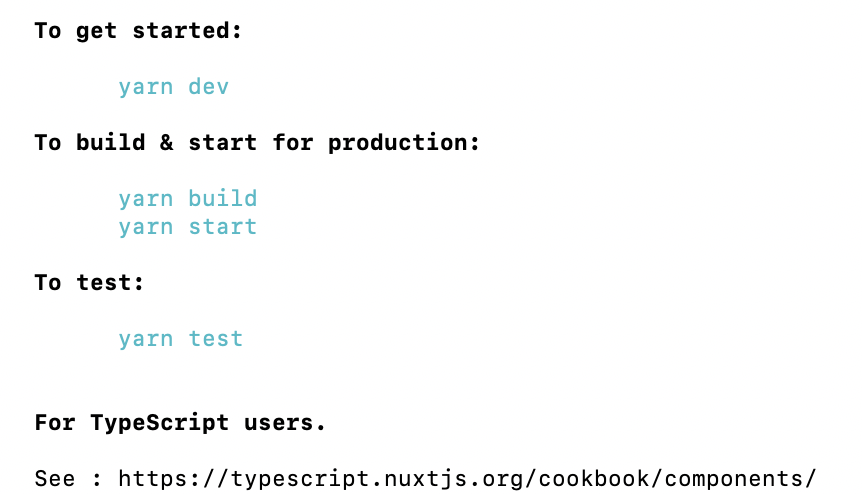 To get started:
yarn dev
To build & start for production:
yarn build
yarn start
To test:
yarn test
For TypeScript users.
See : https://typescript.nuxtjs.org/cookbook/components/